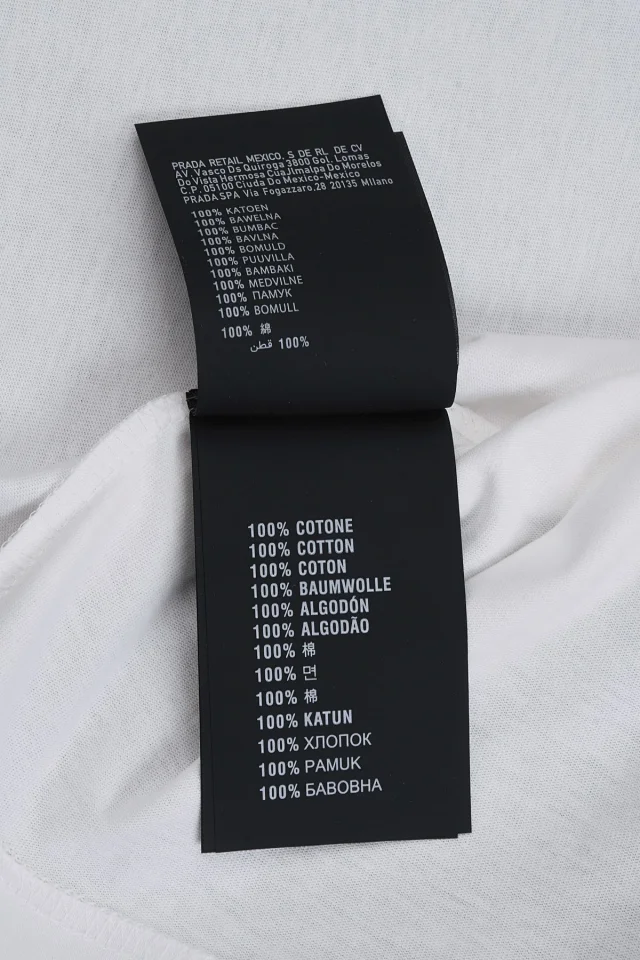 PRADA RETAIL MEXICO, S DE RL DE CV
AV. Vasco Ds Quiroga 3800 Gol. Lomas
Do Vista Hermosa CuaJlmalpa Do Morelos
C.P. 05100 Ciuda Do Mexico-Mexico
PRADA SPA Via Fogazzaro.28 20135 Milano
100% KATOEN
100% BAWELNA
100% BUMBAC
100% BAVLNA
100% BOMULD
100% PUUVILLA
100% BAMBAKI
100% MEDVILNE
100% ПАМУК
100% BOMULL
100% 綿
100% قطن
100% COTONE
100% COTTON
100% COTON
100% BAUMWOLLE
100% ALGODÓN
100% ALGODÃO
100% 棉
100% 면
100% 棉
100% KATUN
100% ХЛОПОК
100% PAMUK
100% БАВОВНА